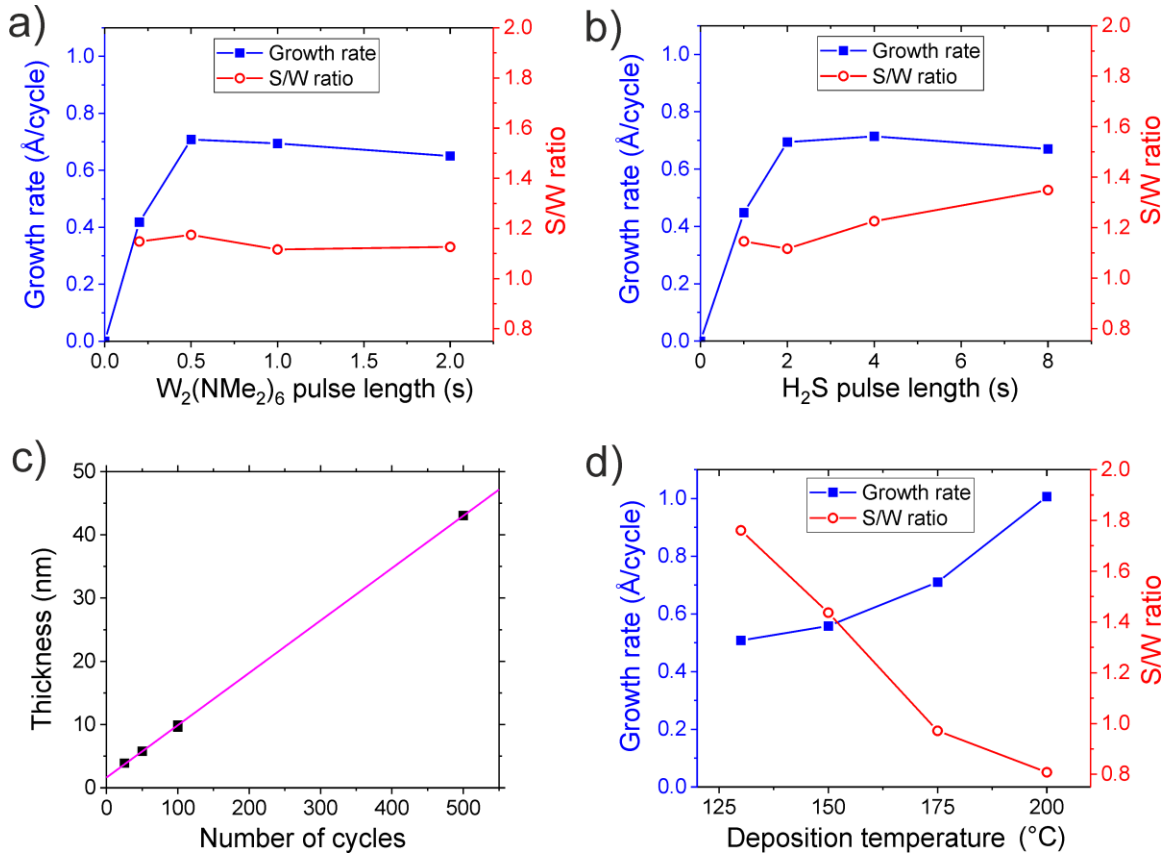 a)
Growth rate
S/W ratio
Growth rate (Å/cycle)
1.0
0.8
0.6
0.4
0.2
0.0
S/W ratio
2.0
1.8
1.6
1.4
1.2
1.0
0.8
0.0 0.5 1.0 1.5 2.0
W₂(NMe₂)₆ pulse length (s)
b)
Growth rate
S/W ratio
Growth rate (Å/cycle)
1.0
0.8
0.6
0.4
0.2
0.0
S/W ratio
2.0
1.8
1.6
1.4
1.2
1.0
0.8
0 2 4 6 8
H₂S pulse length (s)
c)
Thickness (nm)
50
40
30
20
10
0
0 100 200 300 400 500
Number of cycles
d)
Growth rate
S/W ratio
Growth rate (Å/cycle)
1.0
0.8
0.6
0.4
0.2
0.0
S/W ratio
2.0
1.8
1.6
1.4
1.2
1.0
0.8
125 150 175 200
Deposition temperature (°C)